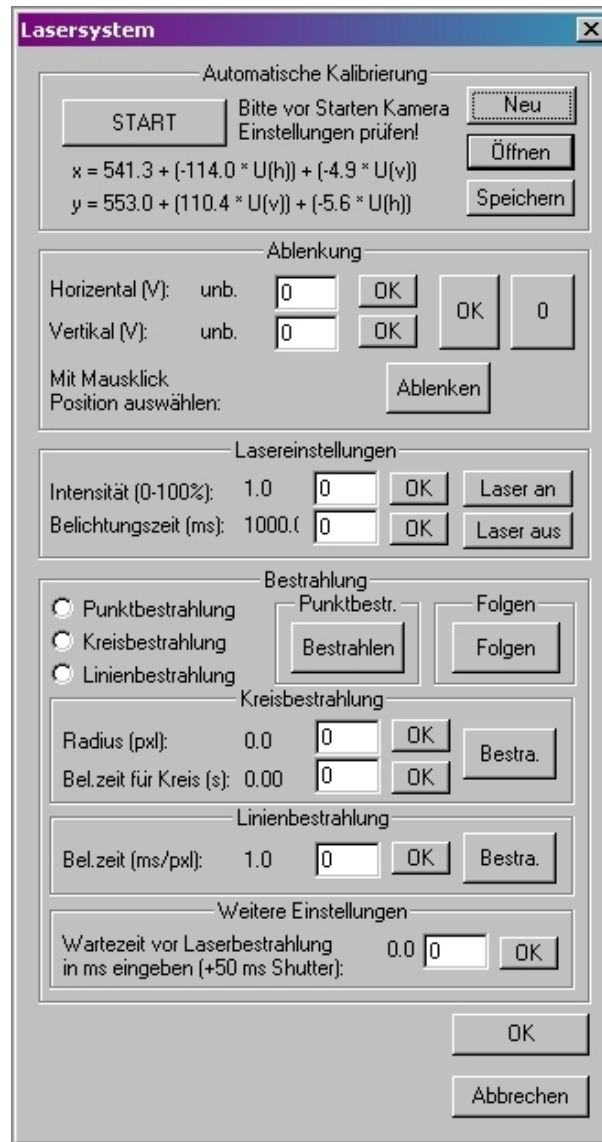 Lasersystem
Automatische Kalibrierung
START
Bitte vor Starten Kamera
Einstellungen prüfen!
Neu
Öffnen
Speichern
x = 541.3 + (-114.0 * U(h)) + (-4.9 * U(v))
y = 553.0 + (110.4 * U(v)) + (-5.6 * U(h))
Ablenkung
Horizental (V): unb. 0 OK
Vertikal (V): unb. 0 OK
OK 0
Mit Mausklick
Position auswählen:
Ablenken
Lasereinstellungen
Intensität (0-100%): 1.0 0 OK Laser an
Belichtungszeit (ms): 1000.( 0 OK Laser aus
Bestrahlung
Punktbestrahlung
Kreisbestrahlung
Linienbestrahlung
Punktbestr.
Bestrahlen
Folgen
Folgen
Kreisbestrahlung
Radius (pxl): 0.0 0 OK
Bel.zeit für Kreis (s): 0.00 0 OK
Bestra.
Linienbestrahlung
Bel.zeit (ms/pxl): 1.0 0 OK Bestra.
Weitere Einstellungen
Wartezeit vor Laserbestrahlung
in ms eingeben (+50 ms Shutter):
0.0 0 OK
OK
Abbrechen